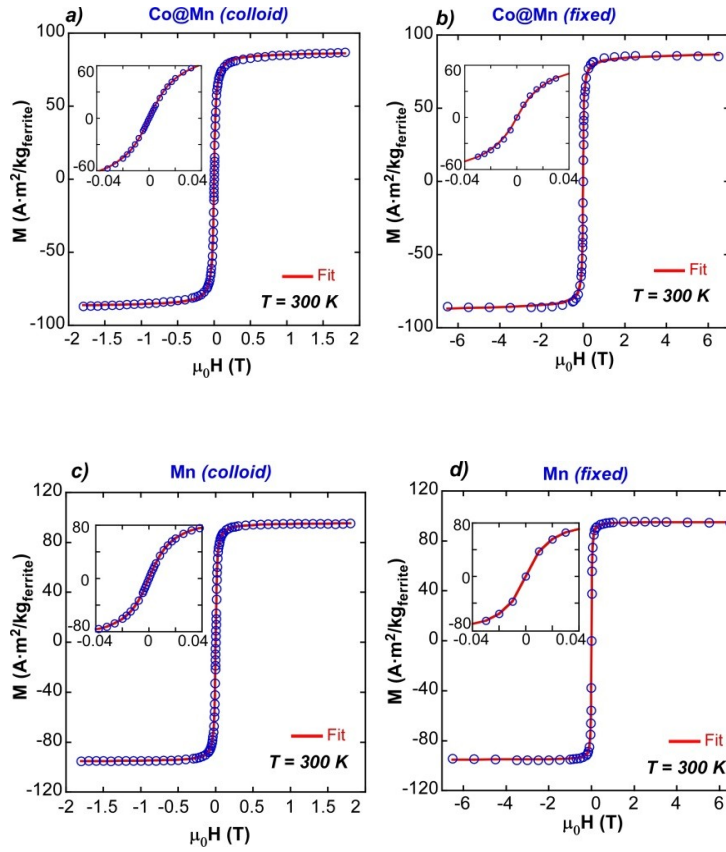 a) Co@Mn (colloid)
100
50
0
-50
-100
M (A·m²/kg_ferrite)
60
0
-60
-0.04 0 0.04
Fit
T = 300 K
-2 -1.5 -1 -0.5 0 0.5 1 1.5 2
μ₀H (T)
b) Co@Mn (fixed)
100
50
0
-50
-100
M (A·m²/kg_ferrite)
60
0
-60
-0.04 0 0.04
Fit
T = 300 K
-6 -4 -2 0 2 4 6
μ₀H (T)
c) Mn (colloid)
120
80
40
0
-40
-80
-120
M (A·m²/kg_ferrite)
80
0
-80
-0.04 0 0.04
Fit
T = 300 K
-2 -1.5 -1 -0.5 0 0.5 1 1.5 2
μ₀H (T)
d) Mn (fixed)
120
80
40
0
-40
-80
-120
M (A·m²/kg_ferrite)
80
0
-80
-0.04 0 0.04
Fit
T = 300 K
-6 -4 -2 0 2 4 6
μ₀H (T)